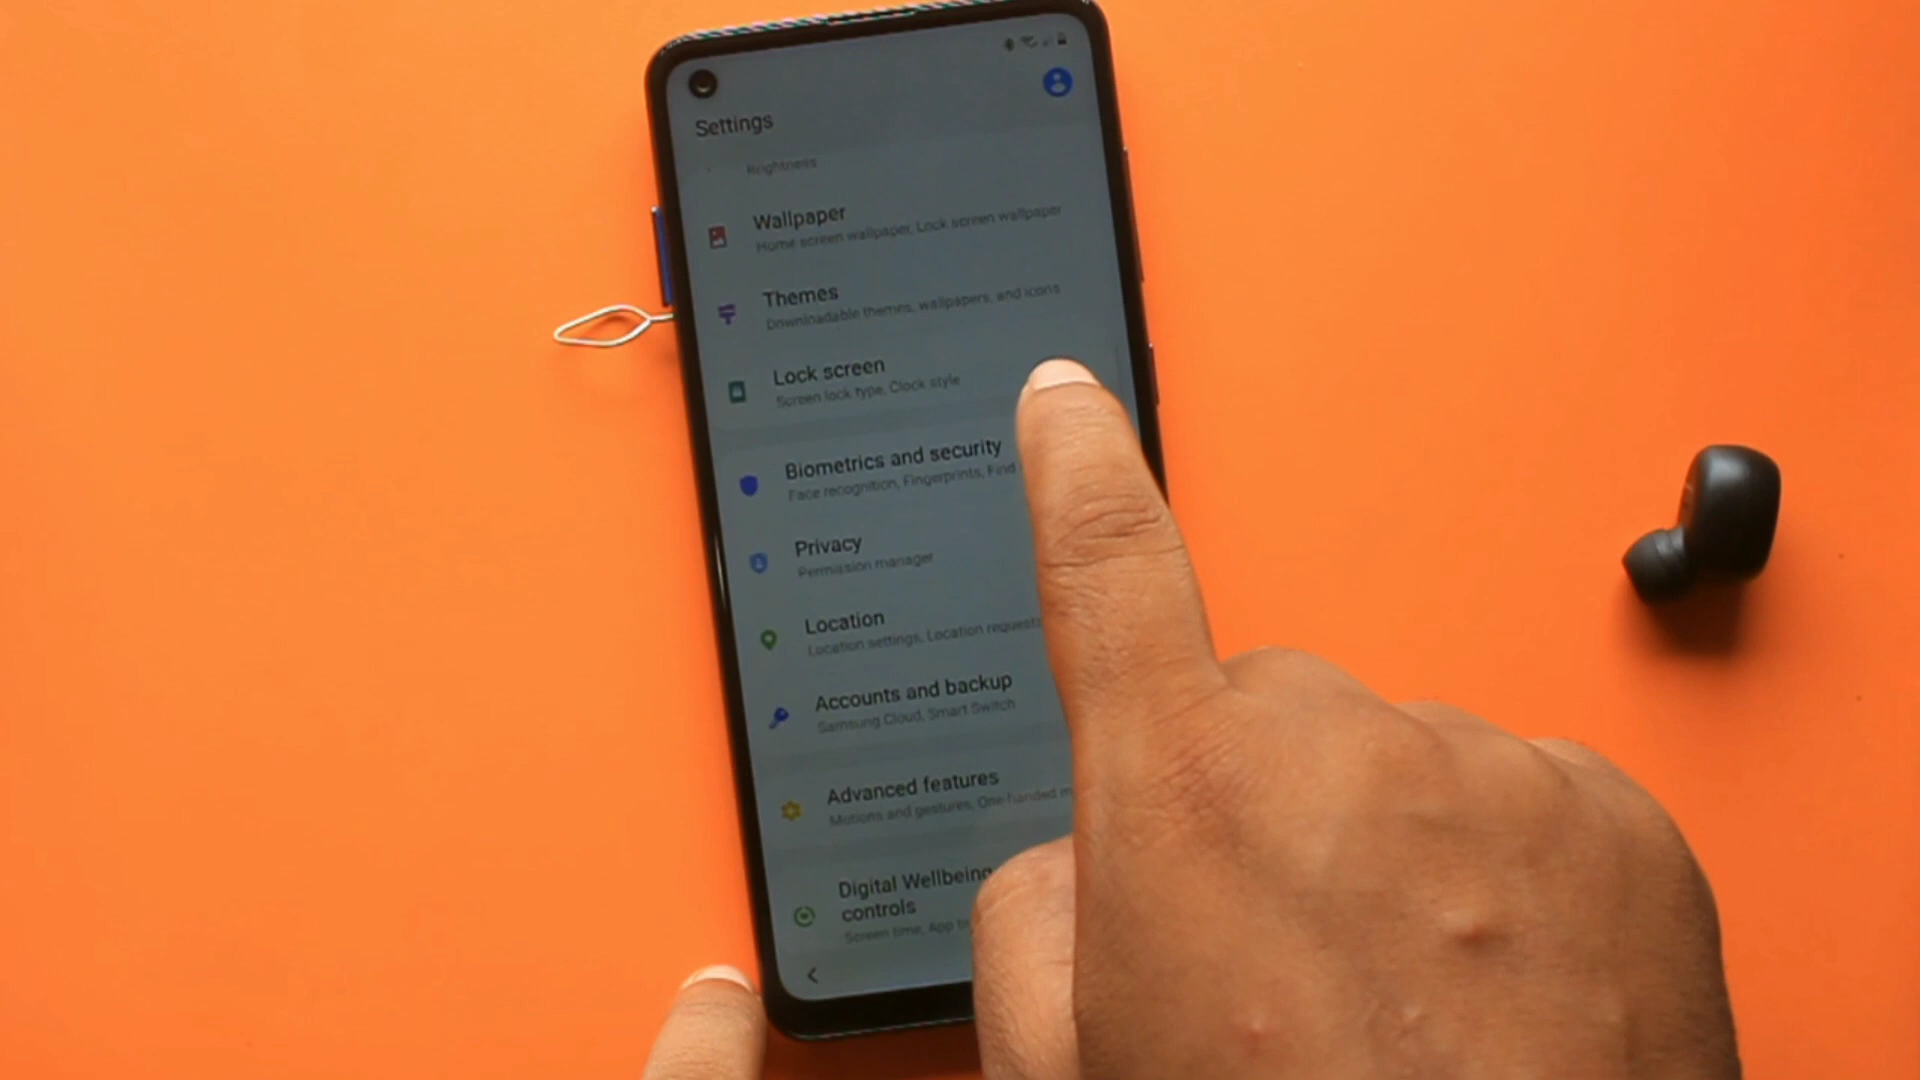 Settings
Brightness
Wallpaper
Home screen wallpaper, Lock screen wallpaper
Themes
Downloadable themes, wallpapers, and icons
Lock screen
Screen lock type, Clock style
Biometrics and security
Face recognition, Fingerprints, Find
Privacy
Permission manager
Location
Location settings, Location requests
Accounts and backup
Samsung Cloud, Smart Switch
Advanced features
Motions and gestures, One-handed m
Digital Wellbeing
controls
Screen time, App